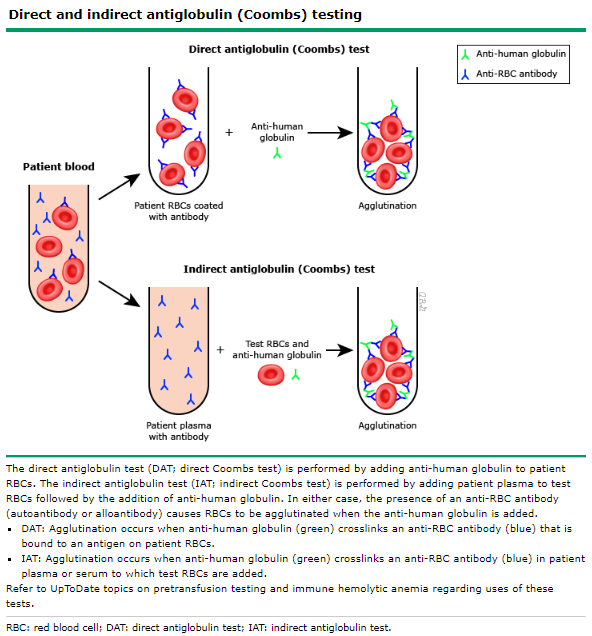 Direct and indirect antiglobulin (Coombs) testing
Direct antiglobulin (Coombs) test
Anti-human globulin
Anti-RBC antibody
Patient blood
+
Anti-human
globulin
Patient RBCs coated
with antibody
Agglutination
Indirect antiglobulin (Coombs) test
+
Test RBCs and
anti-human globulin
Patient plasma
with antibody
Agglutination
The direct antiglobulin test (DAT; direct Coombs test) is performed by adding anti-human globulin to patient
RBCs. The indirect antiglobulin test (IAT; indirect Coombs test) is performed by adding patient plasma to test
RBCs followed by the addition of anti-human globulin. In either case, the presence of an anti-RBC antibody
(autoantibody or alloantibody) causes RBCs to be agglutinated when the anti-human globulin is added.
▪ DAT: Agglutination occurs when anti-human globulin (green) crosslinks an anti-RBC antibody (blue) that is
bound to an antigen on patient RBCs.
▪ IAT: Agglutination occurs when anti-human globulin (green) crosslinks an anti-RBC antibody (blue) in patient
plasma or serum to which test RBCs are added.
Refer to UpToDate topics on pretransfusion testing and immune hemolytic anemia regarding uses of these
tests.
RBC: red blood cell; DAT: direct antiglobulin test; IAT: indirect antiglobulin test.